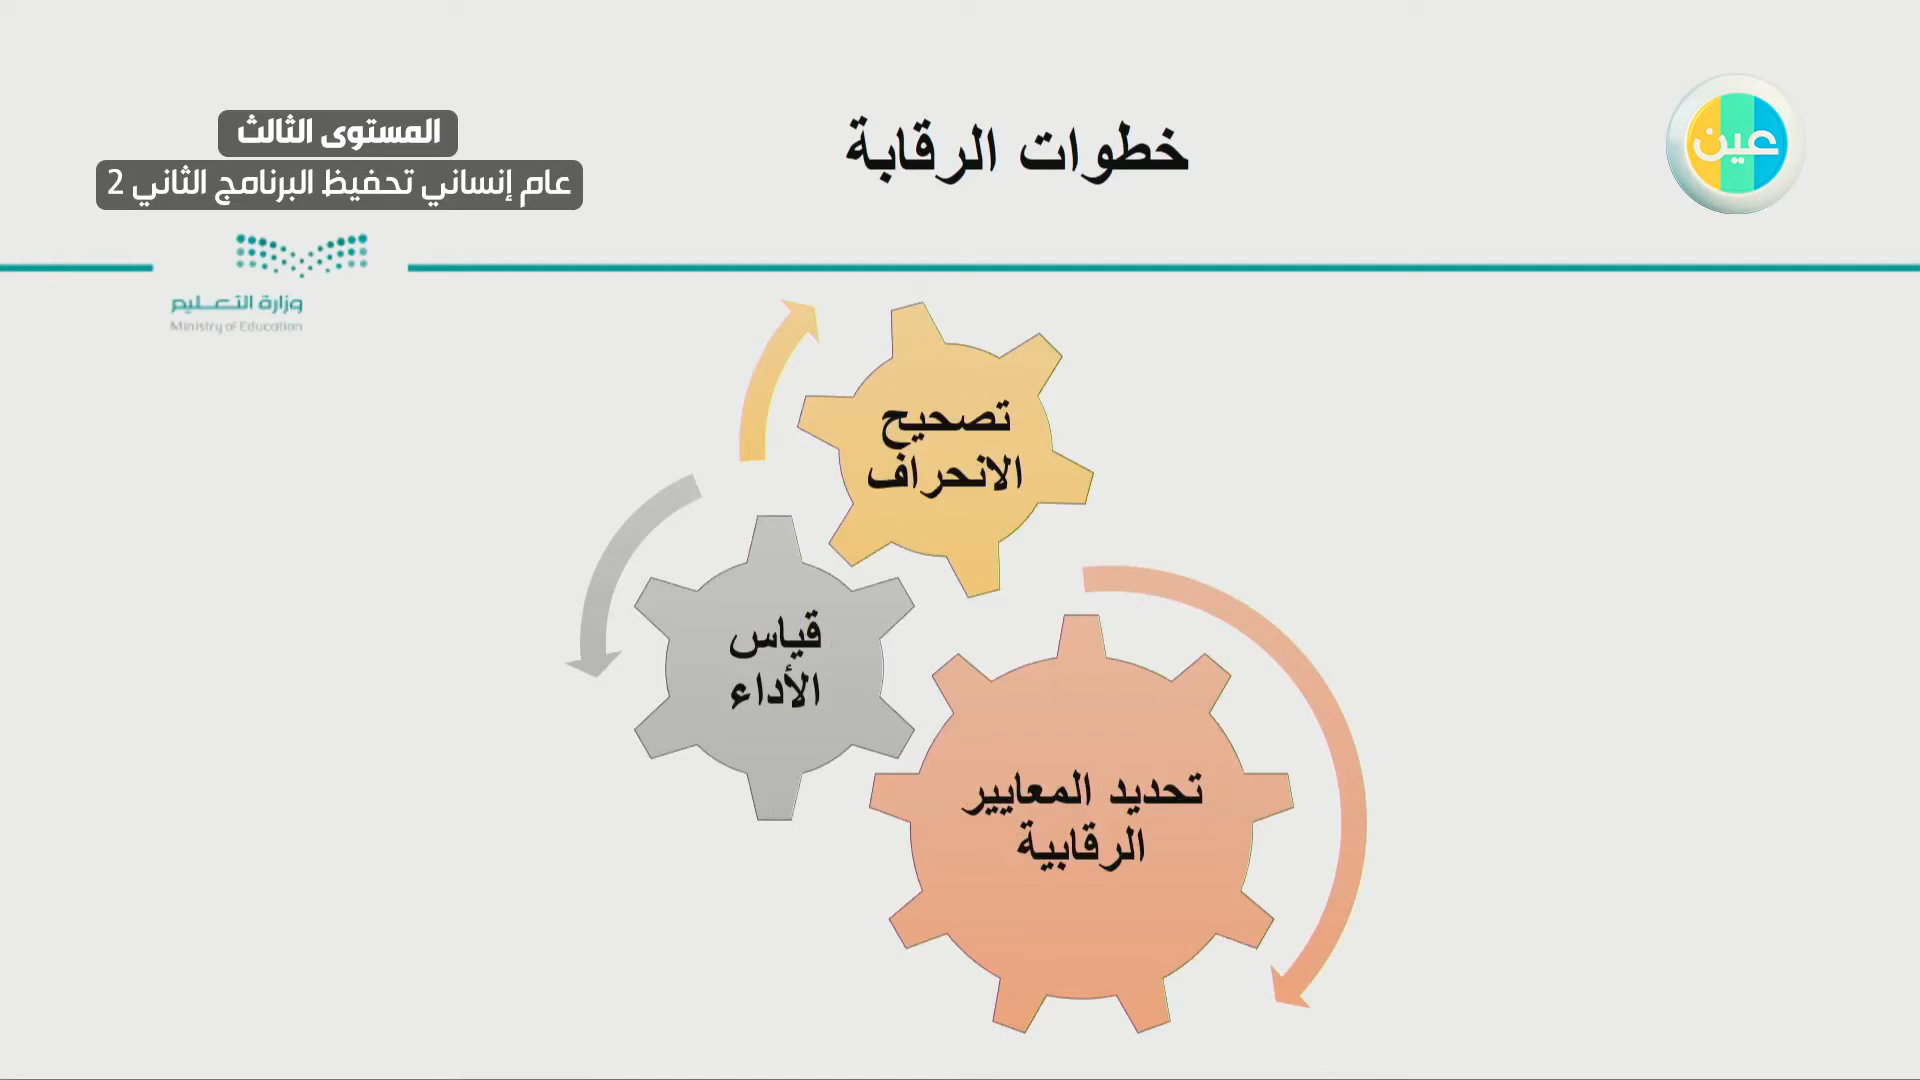 عين
خطوات الرقابة
المستوى الثالث
عام إنساني تحفيظ البرنامج الثاني 2
وزارة التعليم
Ministry of Education
تصحيح
الانحراف
قياس
الأداء
تحديد المعايير
الرقابية